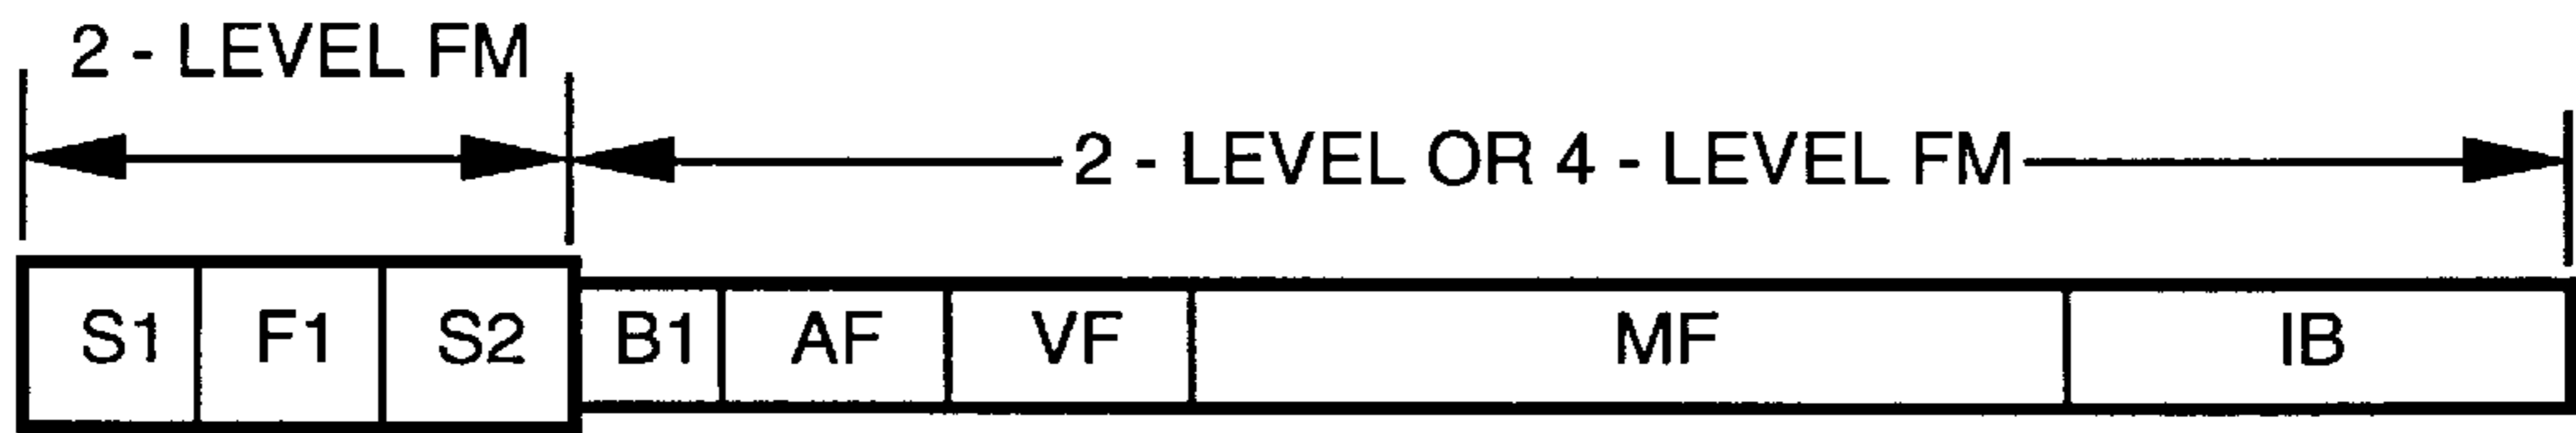 2 - LEVEL FM
2 - LEVEL OR 4 - LEVEL FM
S1 F1 S2 B1 AF VF MF IB